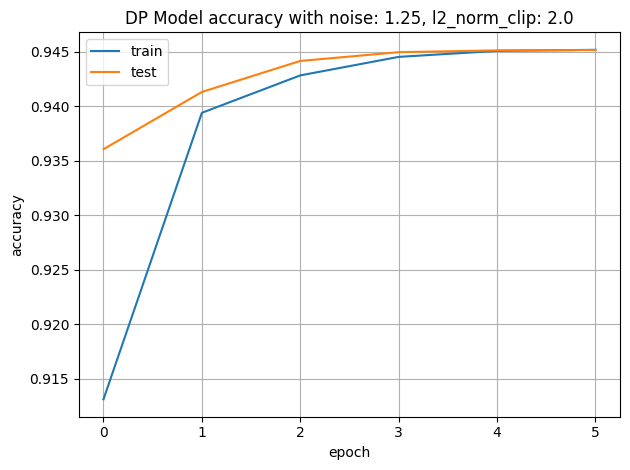 DP Model accuracy with noise: 1.25, l2_norm_clip: 2.0
train
test
accuracy
0.945
0.940
0.935
0.930
0.925
0.920
0.915
0 1 2 3 4 5
epoch